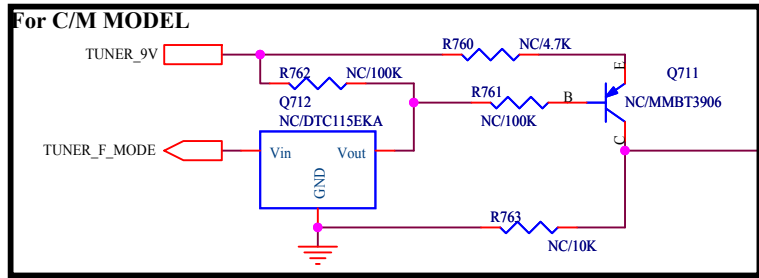 For C/M MODEL
TUNER_9V
R760
NC/4.7K
E
R762
NC/100K
Q711
Q712
R761
B
NC/MMBT3906
NC/DTC115EKA
NC/100K
TUNER_F_MODE
Vin
Vout
C
GND
R763
NC/10K